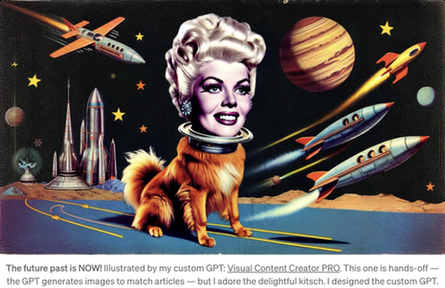 The future past is NOW! Illustrated by my custom GPT: Visual Content Creator PRO. This one is hands-off —
the GPT generates images to match articles — but I adore the delightful kitsch. I designed the custom GPT.